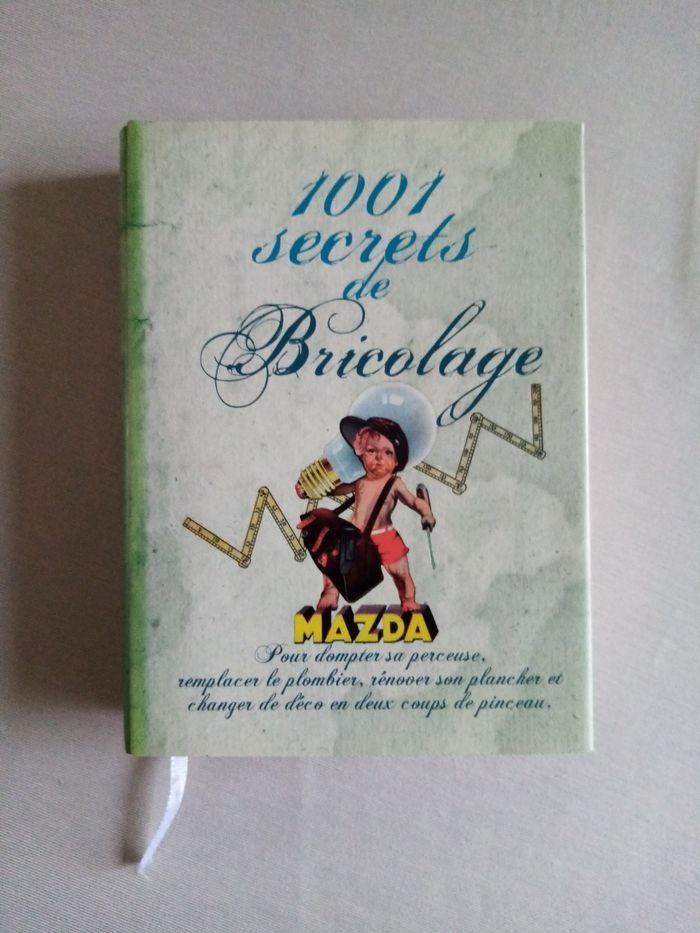 1001
secrets
de
Bricolage
MAZDA
Pour dompter sa perceuse,
remplacer le plombier, rénover son plancher et
changer de déco en deux coups de pinceau.